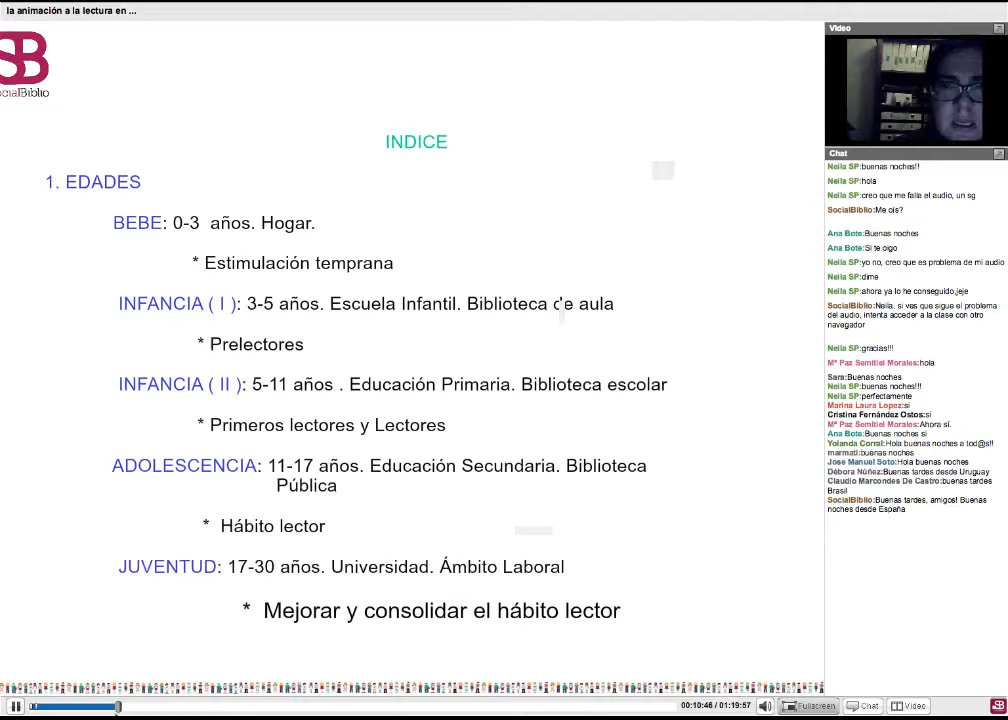 la animación a la lectura en ...
SB
ocialBiblio
INDICE
1. EDADES
BEBE: 0-3 años. Hogar.
* Estimulación temprana
INFANCIA ( I ): 3-5 años. Escuela Infantil. Biblioteca de aula
* Prelectores
INFANCIA ( II ): 5-11 años . Educación Primaria. Biblioteca escolar
* Primeros lectores y Lectores
ADOLESCENCIA: 11-17 años. Educación Secundaria. Biblioteca
Pública
* Hábito lector
JUVENTUD: 17-30 años. Universidad. Ámbito Laboral
* Mejorar y consolidar el hábito lector
Video
Chat
Neila SP:buenas noches!!
Neila SP:hola
Neila SP:creo que me falla el audio, un sg
SocialBiblio:Me ois?
Ana Bote:Buenas noches
Ana Bote:Si te oigo
Neila SP:yo no, creo que es problema de mi audio
Neila SP:dime
Neila SP:ahora ya lo he conseguido,jeje
SocialBiblio:Neila, si ves que sigue el problema
del audio, intenta acceder a la clase con otro
navegador
Neila SP:gracias!!!
Mª Paz Semitiel Morales:hola
Sara:Buenas noches
Neila SP:buenas noches!!!
Neila SP:perfectamente
Marina Laura Lopez:si
Cristina Fernández Ostos:si
Mª Paz Semitiel Morales:Ahora sí.
Ana Bote:Buenas noches si
Yolanda Corral:Hola buenas noches a tod@s!!
marmati:buenas noches
Jose Manuel Soto:Hola buenas noches
Débora Núñez:Buenas tardes desde Uruguay
Claudio Marcondes De Castro:buenas tardes
Brasil
SocialBiblio:Buenas tardes, amigos! Buenas
noches desde España
00:10:46 / 01:19:57
Fullscreen
Chat
Video
SB